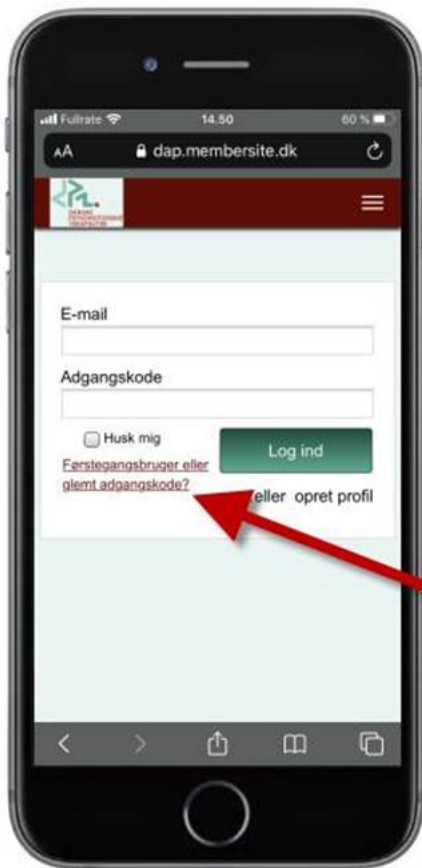 Fullrate 14.50 60 %
AA dap.membersite.dk
E-mail
Adgangskode
Husk mig
Log ind
Førstegangsbruger eller
glemt adgangskode?
eller opret profil